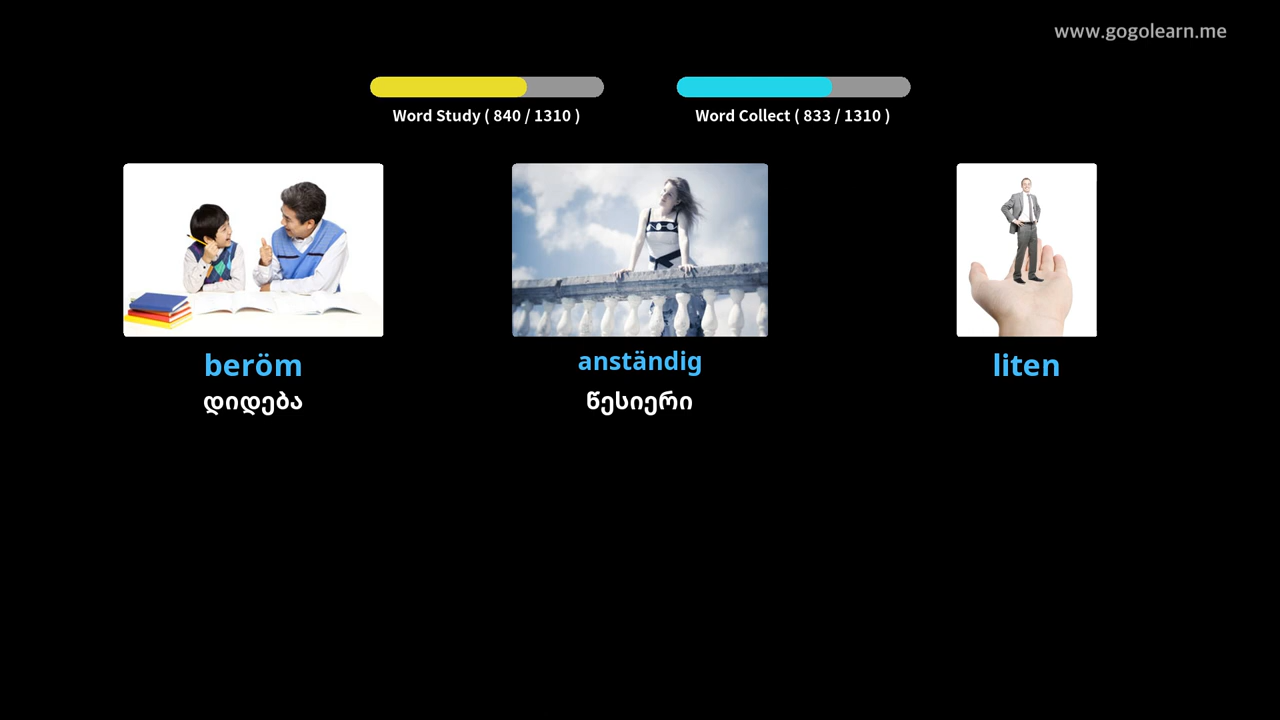 www.gogolearn.me
Word Study ( 840 / 1310 )
Word Collect ( 833 / 1310 )
beröm
anständig
liten
დიდება
წესიერი